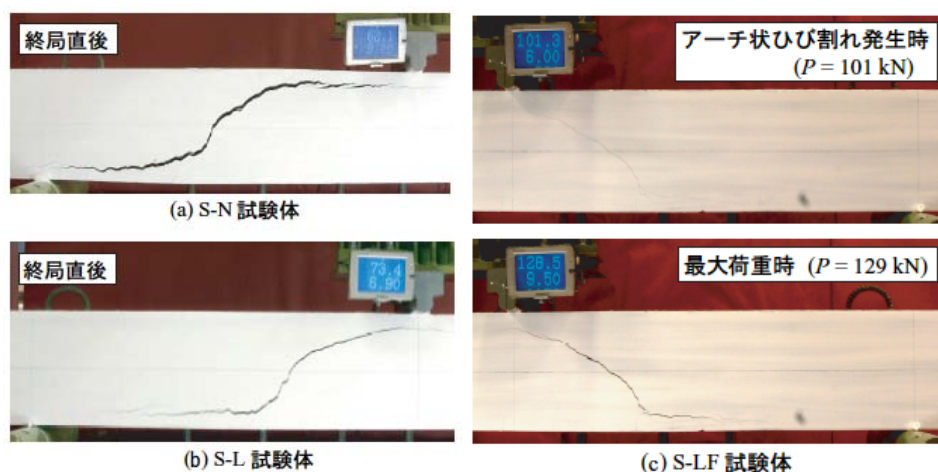 終局直後
(a) S-N 試験体
終局直後
73.4
6.90
(b) S-L 試験体
101.3
6.00
アーチ状ひび割れ発生時
(P = 101 kN)
128.5
9.50
最大荷重時 (P = 129 kN)
(c) S-LF 試験体